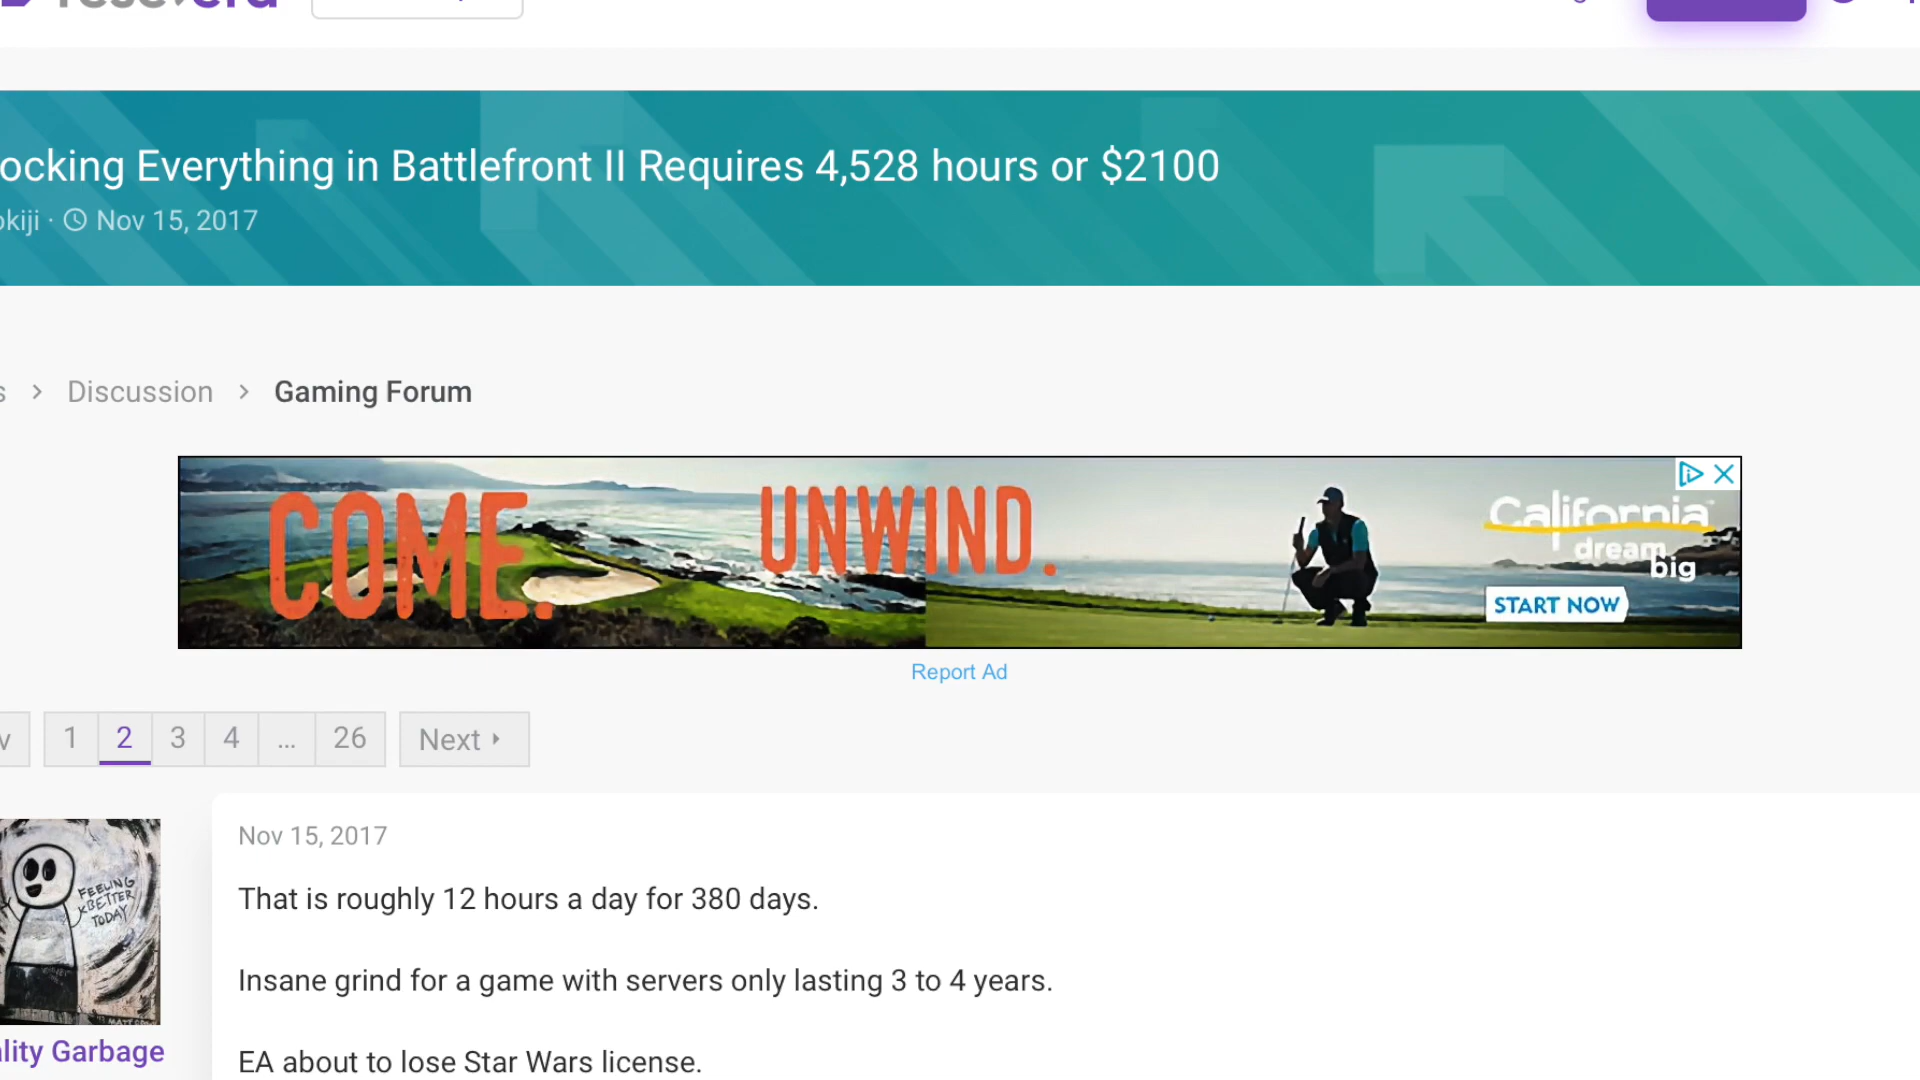 ocking Everything in Battlefront II Requires 4,528 hours or $2100
okiji · Nov 15, 2017
s > Discussion > Gaming Forum
COME. UNWIND.
California
dream
big
START NOW
Report Ad
v 1 2 3 4 ... 26 Next
Nov 15, 2017
That is roughly 12 hours a day for 380 days.
Insane grind for a game with servers only lasting 3 to 4 years.
EA about to lose Star Wars license.
FEELING
BETTER
TODAY
lity Garbage